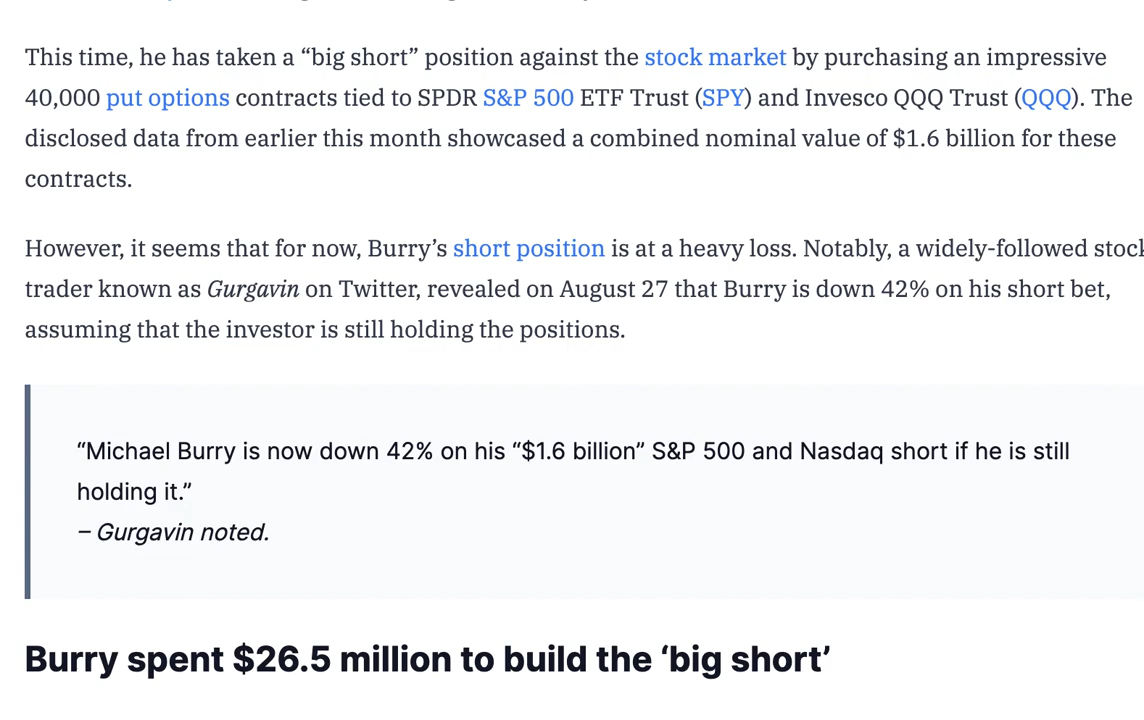 This time, he has taken a “big short” position against the stock market by purchasing an impressive
40,000 put options contracts tied to SPDR S&P 500 ETF Trust (SPY) and Invesco QQQ Trust (QQQ). The
disclosed data from earlier this month showcased a combined nominal value of $1.6 billion for these
contracts.
However, it seems that for now, Burry’s short position is at a heavy loss. Notably, a widely-followed
trader known as Gurgavin on Twitter, revealed on August 27 that Burry is down 42% on his short bet,
assuming that the investor is still holding the positions.
“Michael Burry is now down 42% on his “$1.6 billion” S&P 500 and Nasdaq short if he is still
holding it.”
– Gurgavin noted.
Burry spent $26.5 million to build the ‘big short’